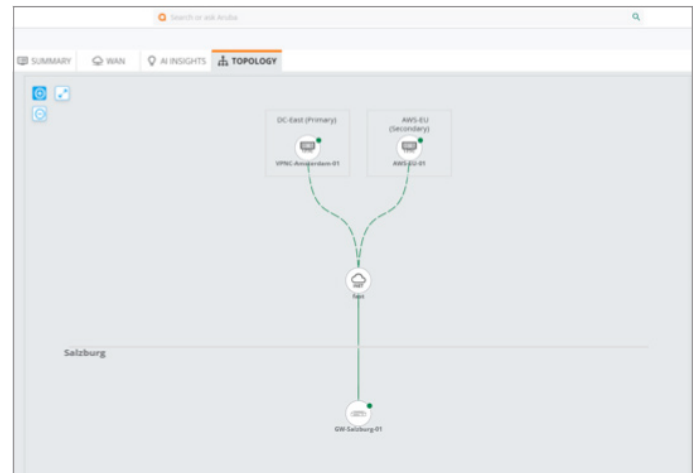 Search or ask Aruba
SUMMARY
WAN
AI INSIGHTS
TOPOLOGY
DC-East (Primary)
AWS-EU
(Secondary)
VPNC-Amsterdam-01
AWS-EU-01
INET
Salzburg
GW-Salzburg-01